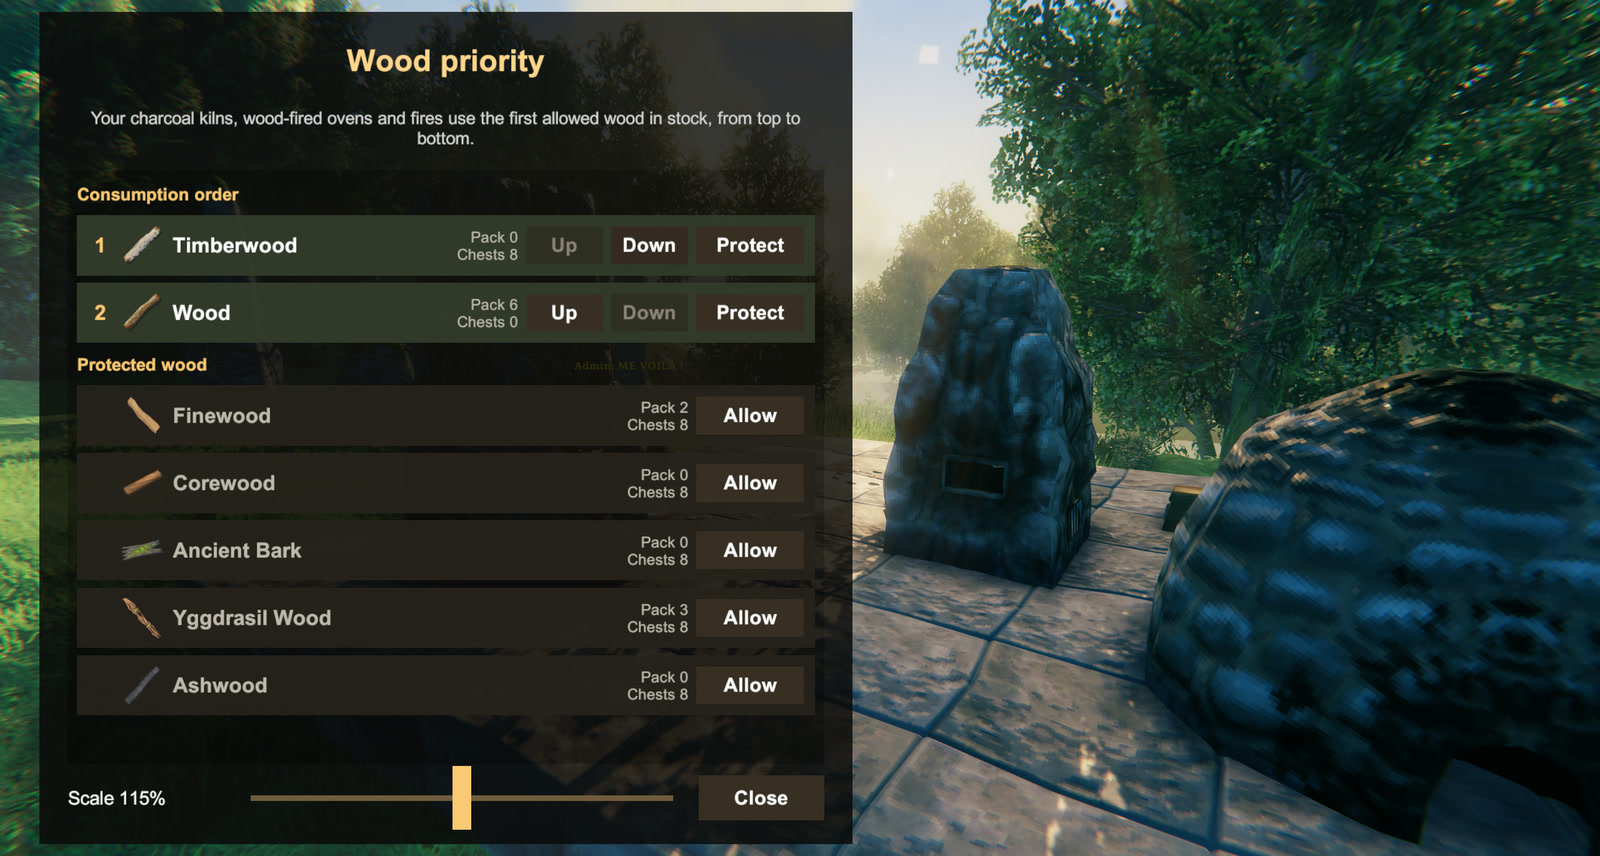 Wood priority
Your charcoal kilns, wood-fired ovens and fires use the first allowed wood in stock, from top to
bottom.
Consumption order
1 Timberwood Pack 0 Chests 8 Up Down Protect
2 Wood Pack 6 Chests 0 Up Down Protect
Protected wood
Admin: ME VOILA !
Finewood Pack 2 Chests 8 Allow
Corewood Pack 0 Chests 8 Allow
Ancient Bark Pack 0 Chests 8 Allow
Yggdrasil Wood Pack 3 Chests 8 Allow
Ashwood Pack 0 Chests 8 Allow
Scale 115% Close